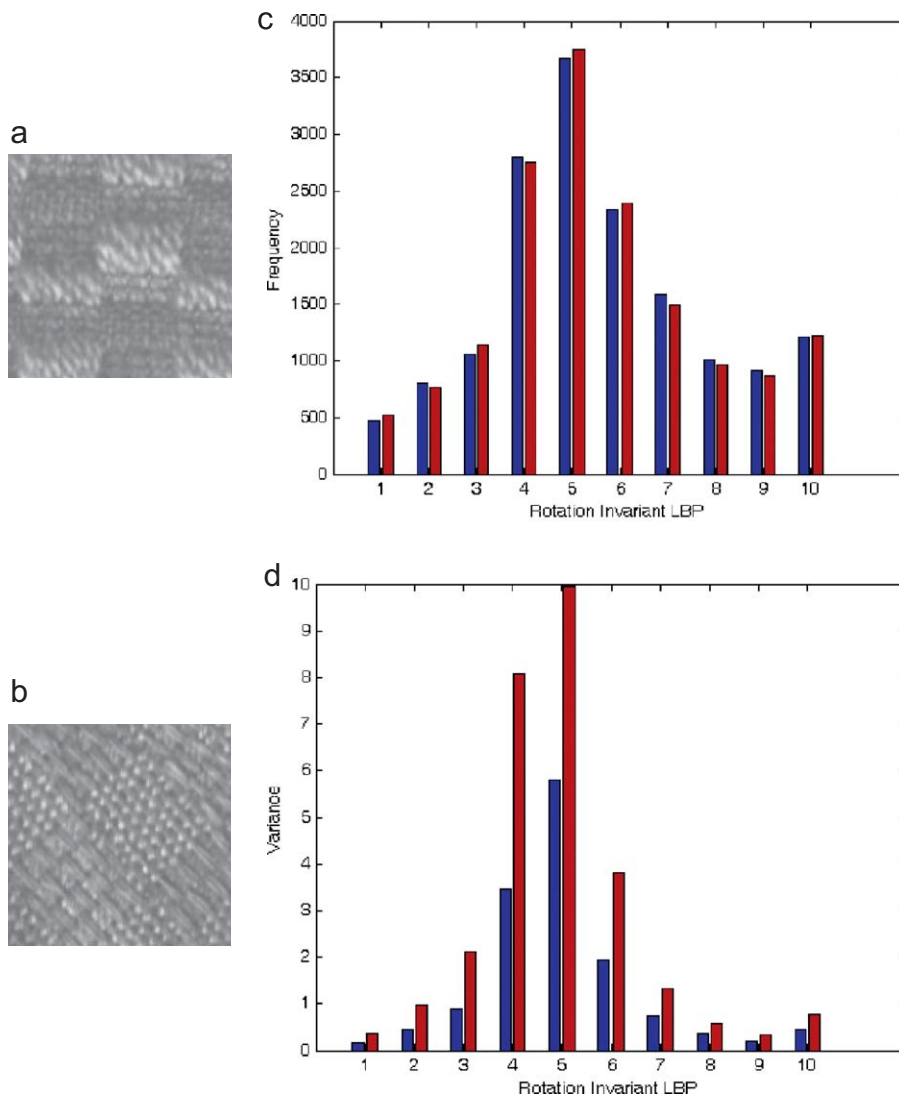 a
b
c
4000
3500
3000
2500
2000
1500
1000
500
0
Frequency
1 2 3 4 5 6 7 8 9 10
Rotation Invariant LBP
d
10
9
8
7
6
5
4
3
2
1
0
Variance
1 2 3 4 5 6 7 8 9 10
Rotation Invariant LBP